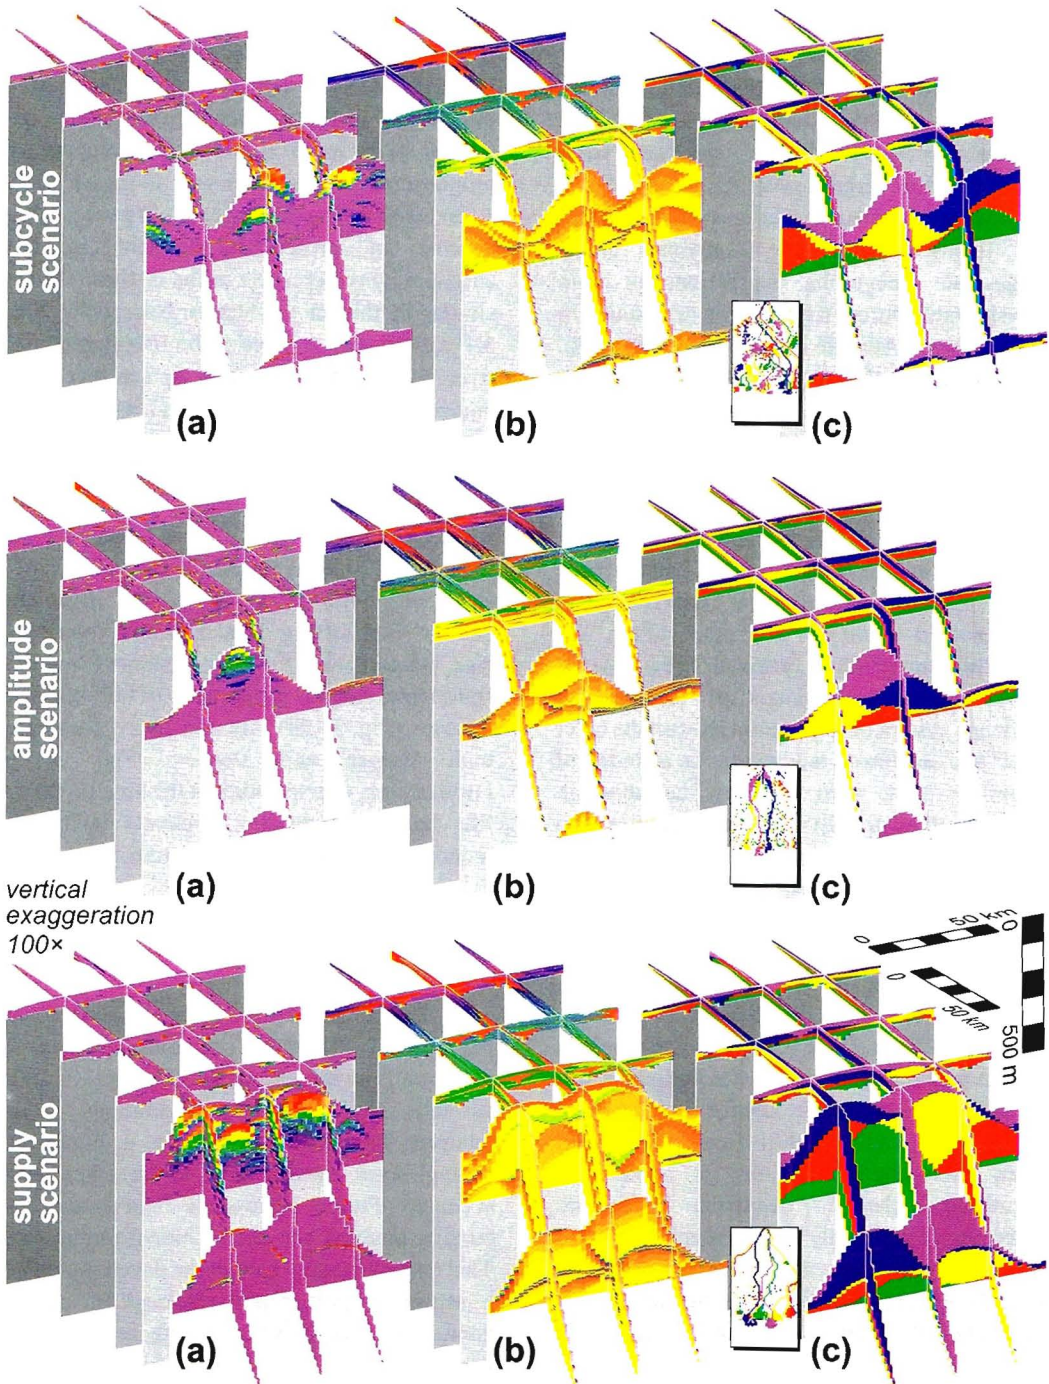 subcycle
scenario
(a)
(b)
(c)
amplitude
scenario
(a)
(b)
(c)
vertical
exaggeration
100×
0
50 km
0
50 km
0
500 m
supply
scenario
(a)
(b)
(c)